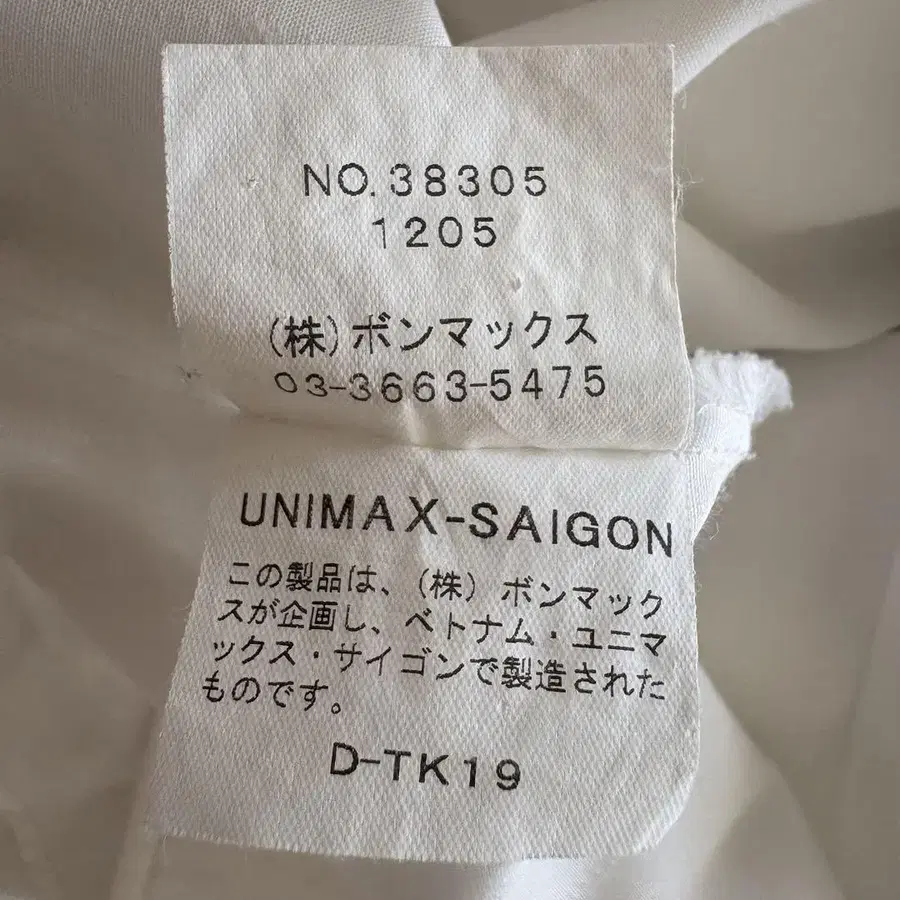 NO.38305
1205
(株)ボンマックス
03-3663-5475
UNIMAX-SAIGON
この製品は、(株)ボンマック
スが企画し、ベトナム・ユニマ
ックス・サイゴンで製造された
ものです。
D-TK19